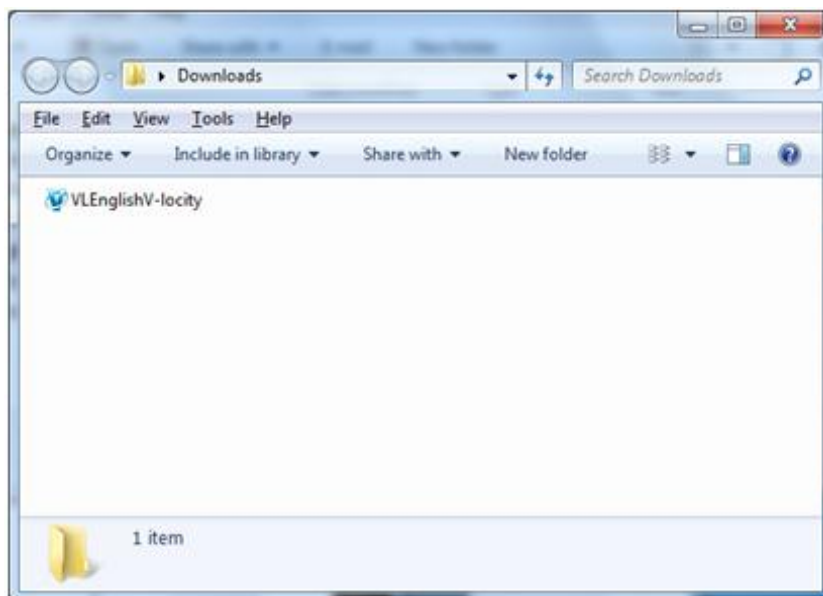 Downloads
Search Downloads
File Edit View Tools Help
Organize Include in library Share with New folder
VLEnglishV-locity
1 item